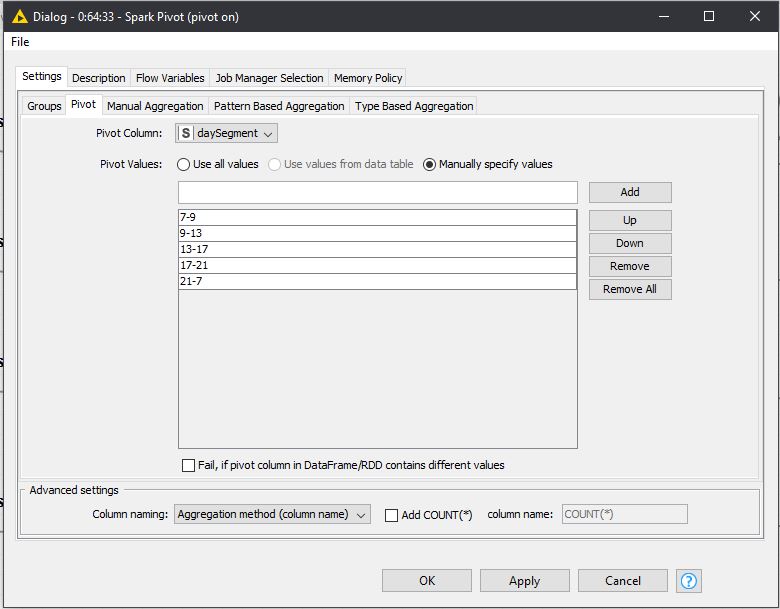 Dialog - 0:64:33 - Spark Pivot (pivot on)
File
Settings Description Flow Variables Job Manager Selection Memory Policy
Groups Pivot Manual Aggregation Pattern Based Aggregation Type Based Aggregation
Pivot Column: S daySegment
Pivot Values: Use all values Use values from data table Manually specify values
Add
7-9
9-13
13-17
17-21
21-7
Up
Down
Remove
Remove All
Fail, if pivot column in DataFrame/RDD contains different values
Advanced settings
Column naming: Aggregation method (column name) Add COUNT(*) column name: COUNT(*)
OK Apply Cancel ?